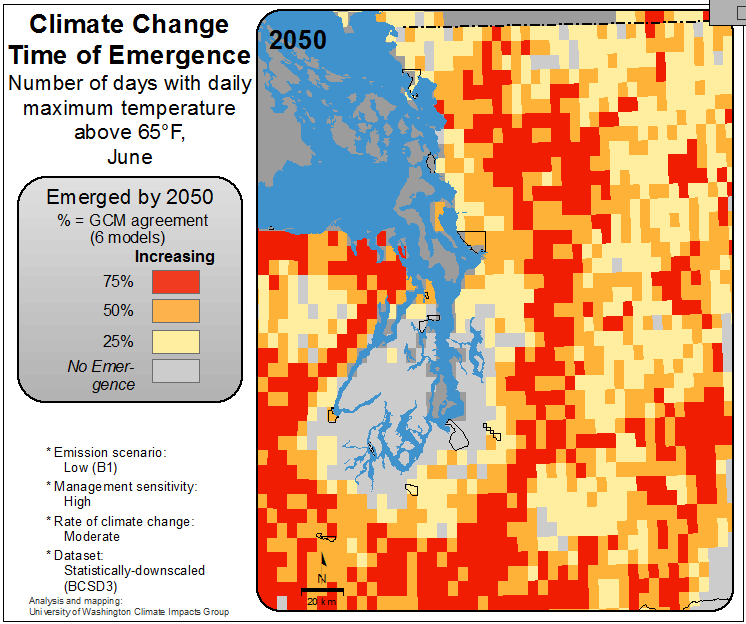 Climate Change
Time of Emergence
Number of days with daily
maximum temperature
above 65°F,
June
Emerged by 2050
% = GCM agreement
(6 models)
Increasing
75%
50%
25%
No Emer-
gence
* Emission scenario:
Low (B1)
* Management sensitivity:
High
* Rate of climate change:
Moderate
* Dataset:
Statistically-downscaled
(BCSD3)
Analysis and mapping:
University of Washington Climate Impacts Group
2050
N
20 km